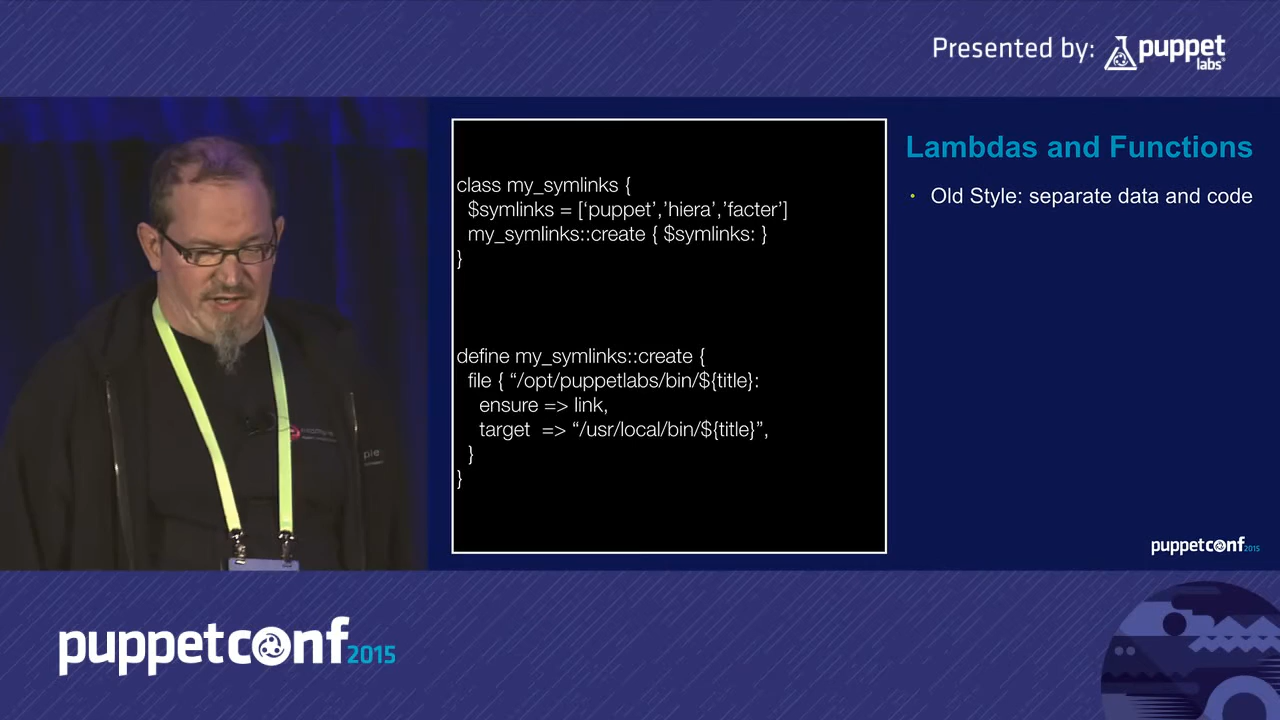 Presented by: puppet labs
class my_symlinks {
$symlinks = [‘puppet’,’hiera’,’facter’]
my_symlinks::create { $symlinks: }
}
define my_symlinks::create {
file { “/opt/puppetlabs/bin/${title}:
ensure => link,
target => “/usr/local/bin/${title}”,
}
}
Lambdas and Functions
• Old Style: separate data and code
puppetconf2015
puppetconf2015